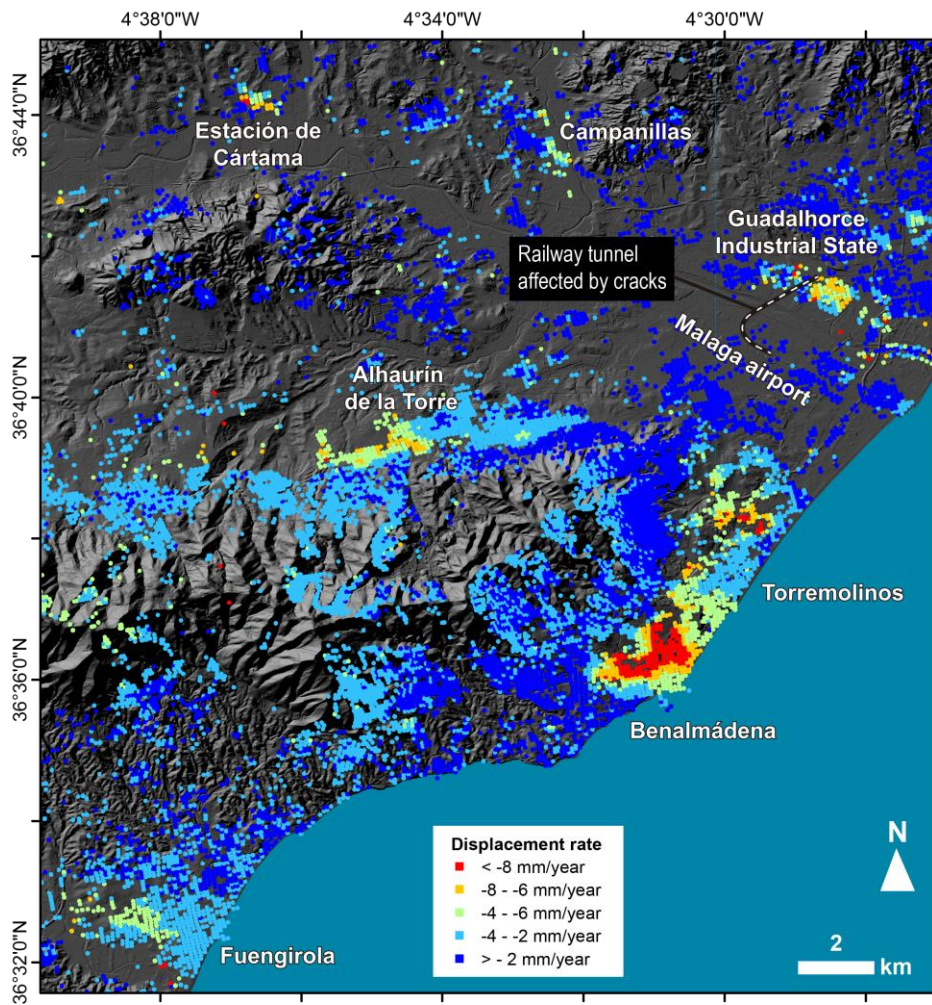 4°38'0"W
4°34'0"W
4°30'0"W
36°44'0"N
Estación de
Cártama
Campanillas
Guadalhorce
Industrial State
Railway tunnel
affected by cracks
Malaga airport
36°40'0"N
Alhaurín
de la Torre
Torremolinos
36°36'0"N
Benalmádena
Displacement rate
< -8 mm/year
-8 - -6 mm/year
-4 - -6 mm/year
-4 - -2 mm/year
> - 2 mm/year
N
2
km
Fuengirola
36°32'0"N